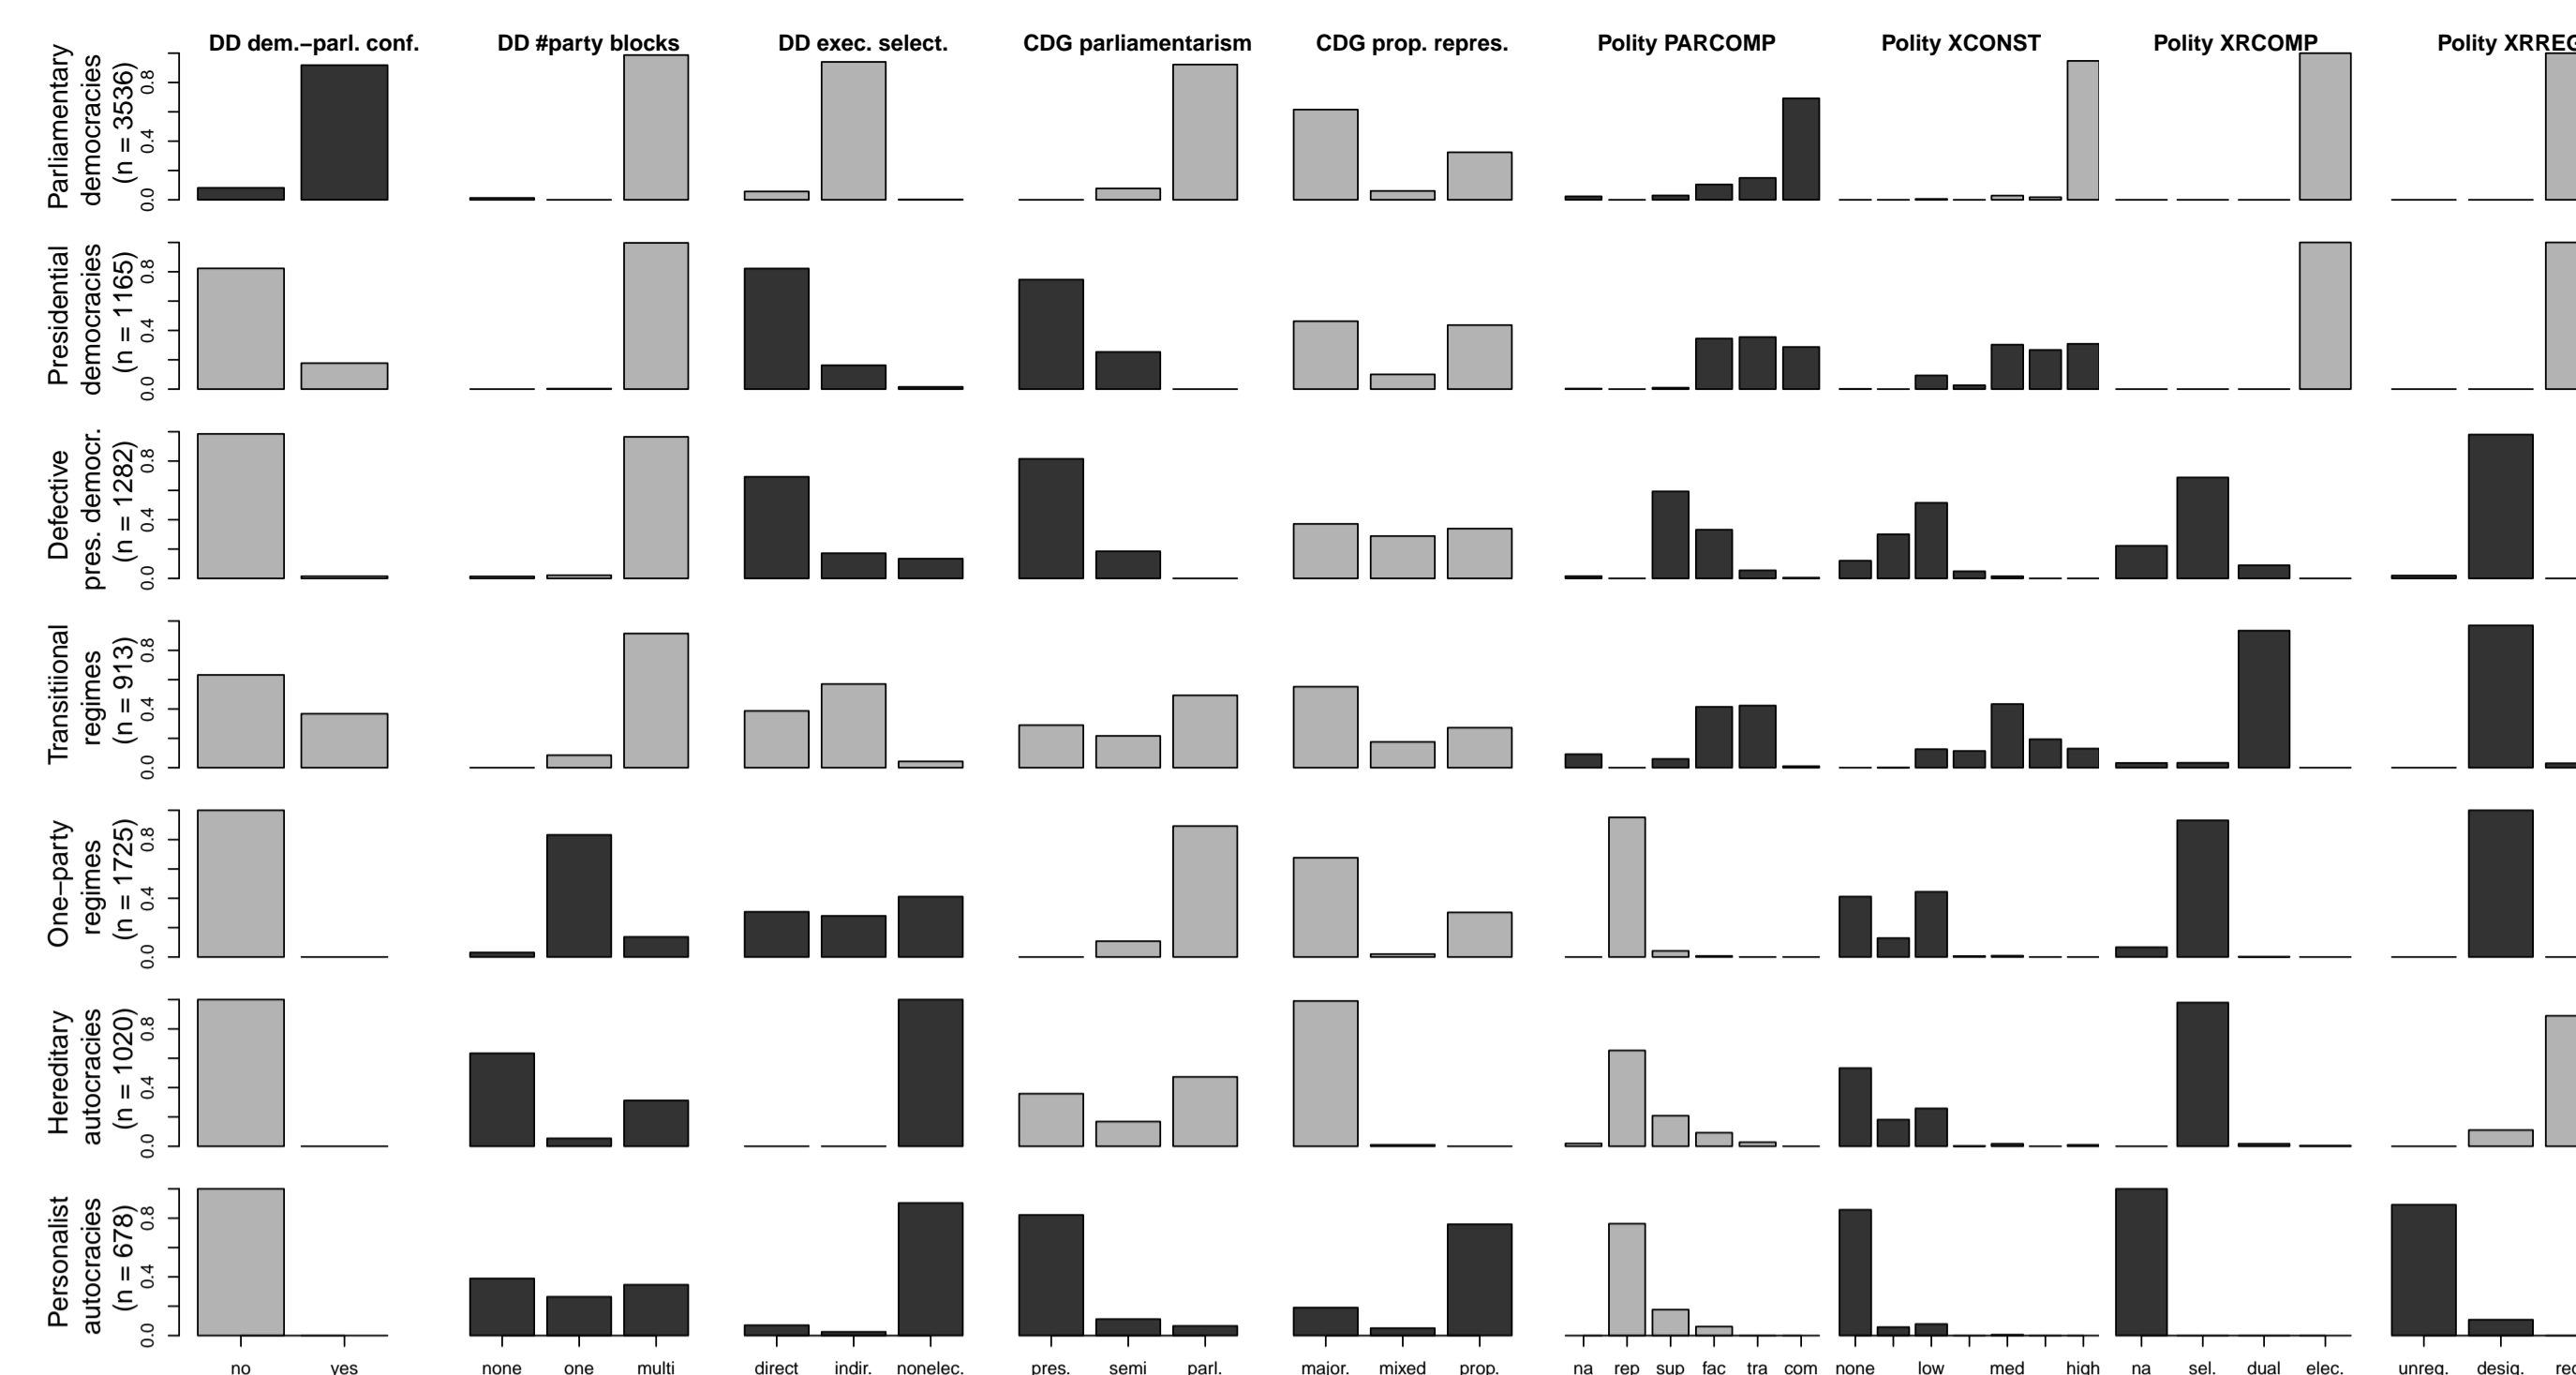 DD dem.–parl. conf.
DD #party blocks
DD exec. select.
CDG parliamentarism
CDG prop. repres.
Polity PARCOMP
Polity XCONST
Polity XRCOMP
Polity XRREG
Parliamentary
democracies
(n = 3536)
0.0 0.4 0.8
Presidential
democracies
(n = 1165)
0.0 0.4 0.8
Defective
pres. democr.
(n = 1282)
0.0 0.4 0.8
Transitiional
regimes
(n = 913)
0.0 0.4 0.8
One–party
regimes
(n = 1725)
0.0 0.4 0.8
Hereditary
autocracies
(n = 1020)
0.0 0.4 0.8
Personalist
autocracies
(n = 678)
0.0 0.4 0.8
no yes
none one multi
direct indir. nonelec.
pres. semi parl.
major. mixed prop.
na rep sup fac tra com
none low med high
na sel. dual elec.
unreg. desig.